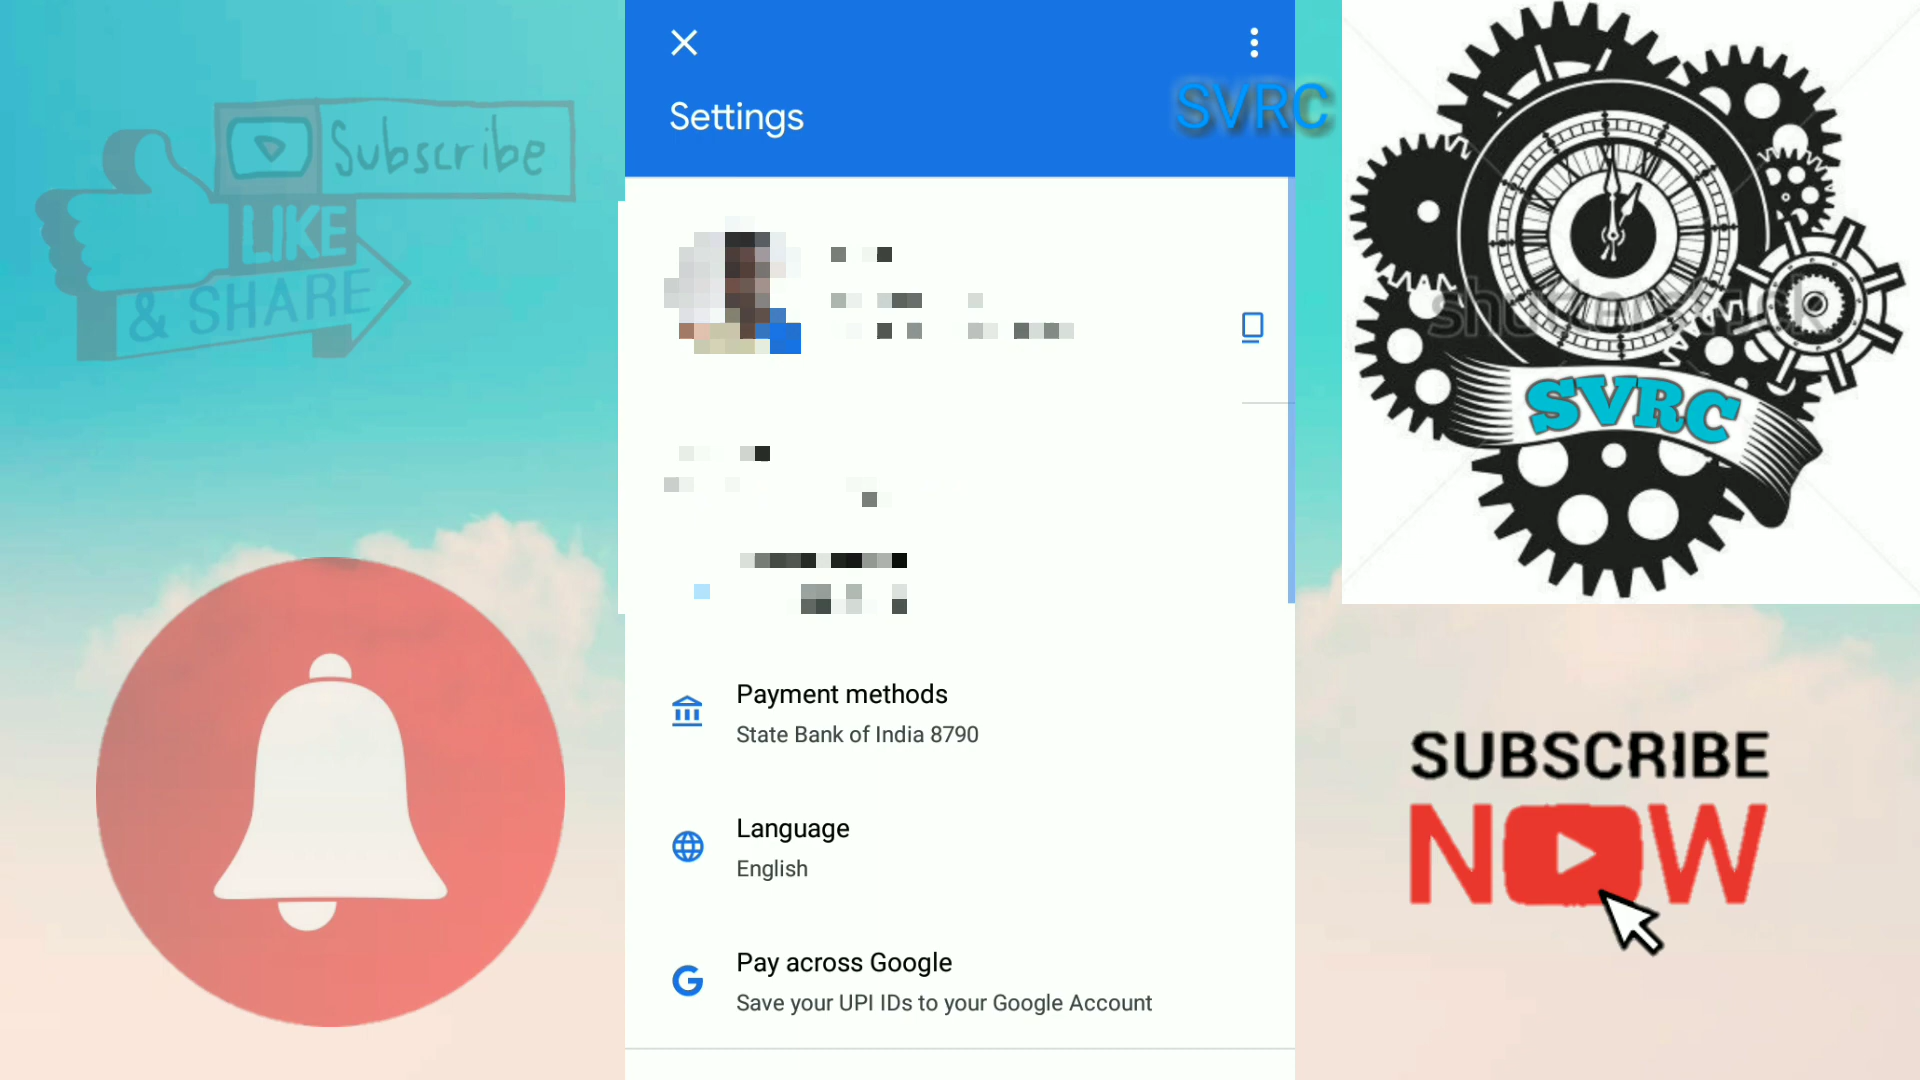 Subscribe
LIKE
& SHARE
Settings
SVRC
Payment methods
State Bank of India 8790
Language
English
Pay across Google
Save your UPI IDs to your Google Account
shutterstock
SVRC
SUBSCRIBE
NOW